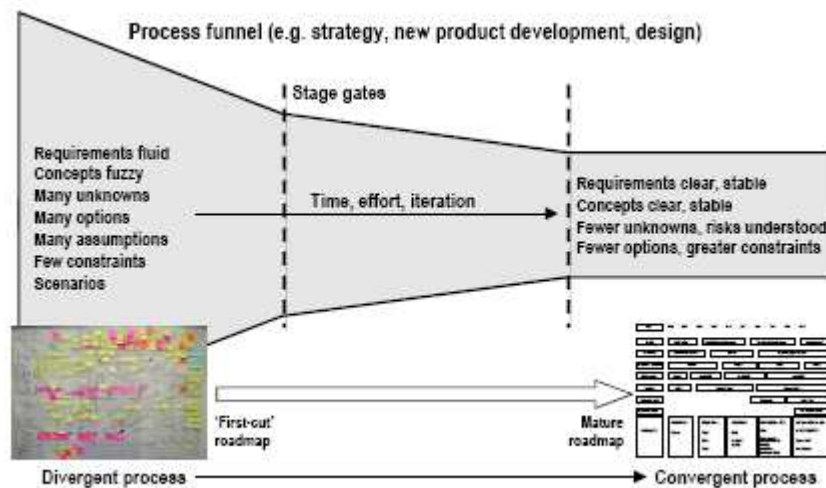 Process funnel (e.g. strategy, new product development, design)
Stage gates
Requirements fluid
Concepts fuzzy
Many unknowns
Many options
Many assumptions
Few constraints
Scenarios
Time, effort, iteration
Requirements clear, stable
Concepts clear, stable
Fewer unknowns, risks understood
Fewer options, greater constraints
'First-cut'
roadmap
Mature
roadmap
Divergent process
Convergent process